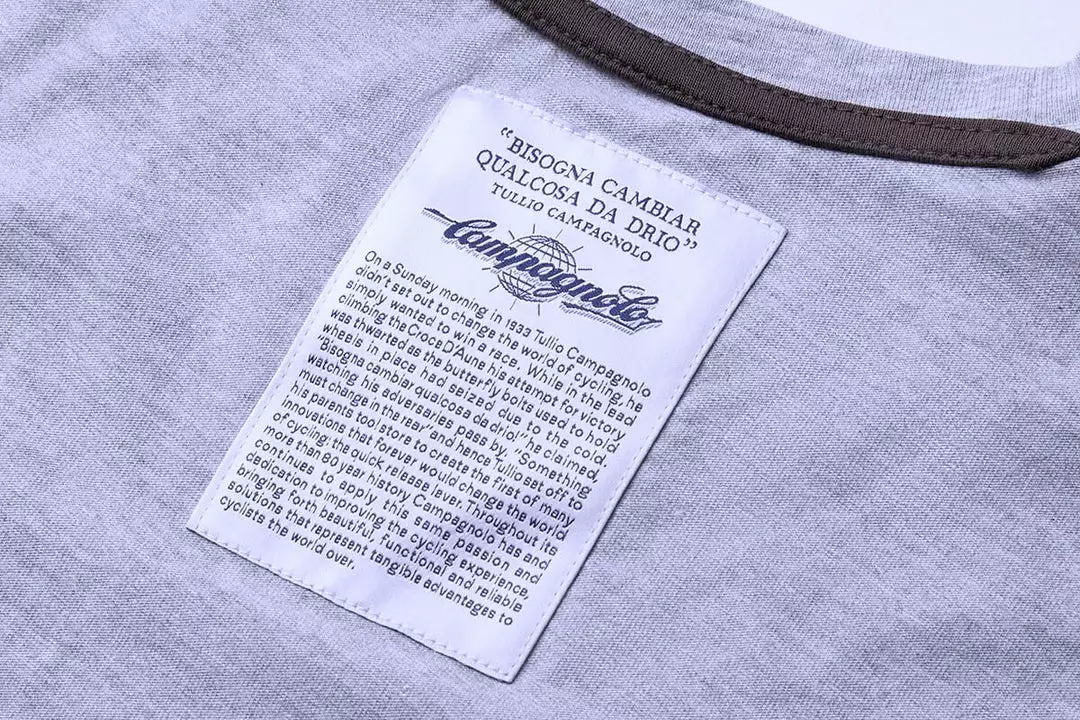 “BISOGNA CAMBIAR
QUALCOSA DA DRIO”
TULLIO CAMPAGNOLO
Campagnolo
On a Sunday morning in 1933 Tullio Campagnolo
didn't set out to change the world of cycling, he
simply wanted to win a race. While in the lead
climbing the Croce D'Aune his attempt for victory
was thwarted as the butterfly bolts used to hold
wheels in place had seized due to the cold.
"Bisogna cambiar qualcosa da drio!" he claimed,
watching his adversaries pass by. "Something
must change in the rear" and hence Tullio set off to
his parents tool store to create the first of many
innovations that forever would change the world
of cycling; the quick release lever. Throughout its
more than 80 year history Campagnolo has and
continues to apply this same passion and
dedication to improving the cycling experience,
bringing forth beautiful, functional and reliable
solutions that represent tangible advantages to
cyclists the world over.